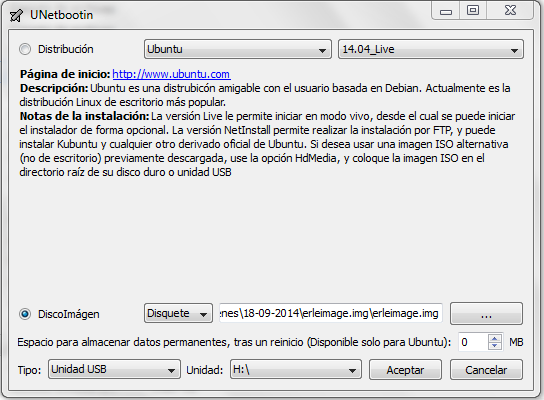 UNetbootin
Distribución Ubuntu 14.04_Live
Página de inicio: http://www.ubuntu.com
Descripción: Ubuntu es una distrubicón amigable con el usuario basada en Debian. Actualmente es la
distribución Linux de escritorio más popular.
Notas de la instalación: La versión Live le permite iniciar en modo vivo, desde el cual se puede iniciar
el instalador de forma opcional. La versión NetInstall permite realizar la instalación por FTP, y puede
instalar Kubuntu y cualquier otro derivado oficial de Ubuntu. Si desea usar una imagen ISO alternativa
(no de escritorio) previamente descargada, use la opción HdMedia, y coloque la imagen ISO en el
directorio raíz de su disco duro o unidad USB
DiscoImágen Disquete enes\18-09-2014\erleimage.img\erleimage.img ...
Espacio para almacenar datos permanentes, tras un reinicio (Disponible solo para Ubuntu): 0 MB
Tipo: Unidad USB Unidad: H:\ Aceptar Cancelar